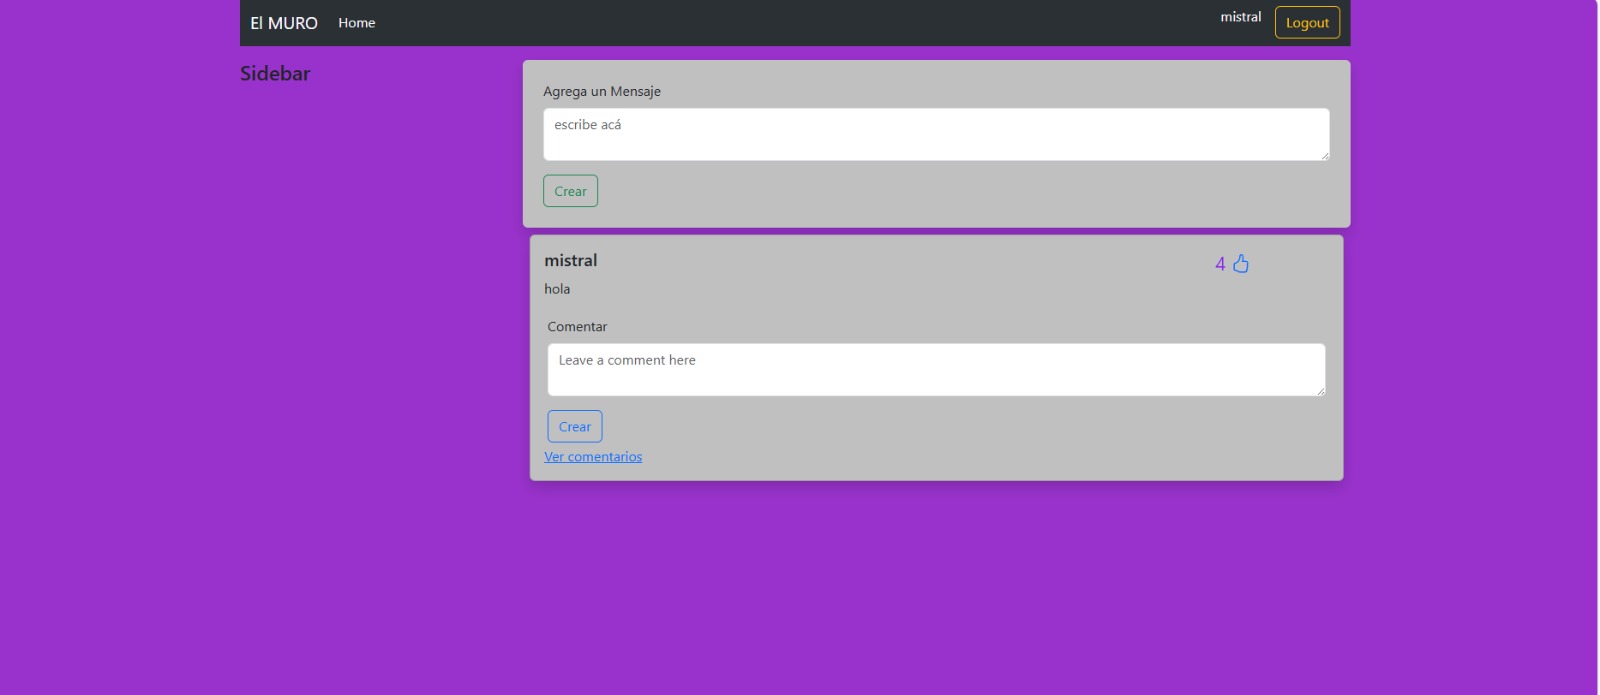 El MURO Home mistral Logout
Sidebar
Agrega un Mensaje
escribe acá
Crear
mistral 4
hola
Comentar
Leave a comment here
Crear
Ver comentarios